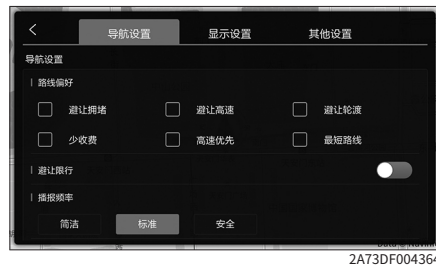 导航设置 显示设置 其他设置
导航设置
路线偏好
避让拥堵 避让高速 避让轮渡
少收费 高速优先 最短路线
避让限行
播报频率
简洁 标准 安全
2A73DF004364